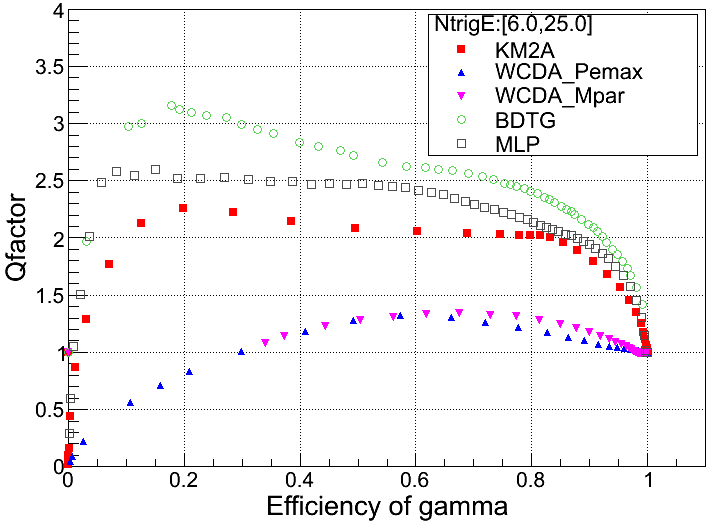 4
3.5
3
2.5
2
1.5
1
0.5
0
Qfactor
NtrigE:[6.0,25.0]
KM2A
WCDA_Pemax
WCDA_Mpar
BDTG
MLP
0 0.2 0.4 0.6 0.8 1
Efficiency of gamma